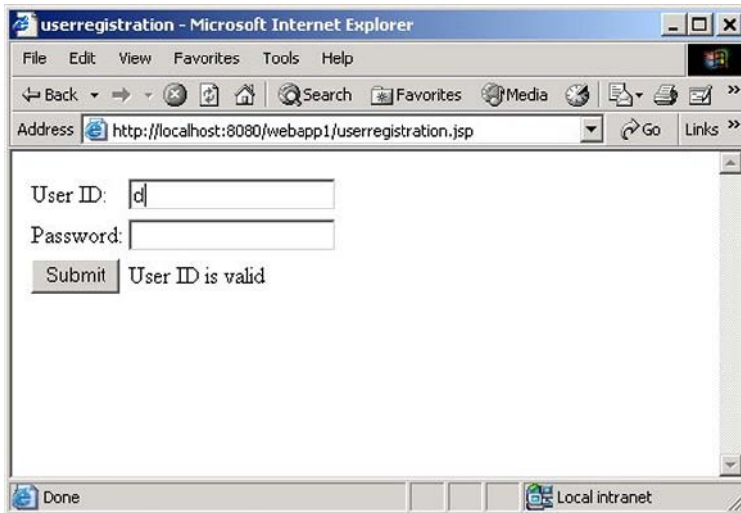 userregistration - Microsoft Internet Explorer
File Edit View Favorites Tools Help
Back Search Favorites Media »
Address http://localhost:8080/webapp1/userregistration.jsp Go Links »
User ID: d
Password:
Submit User ID is valid
Done Local intranet